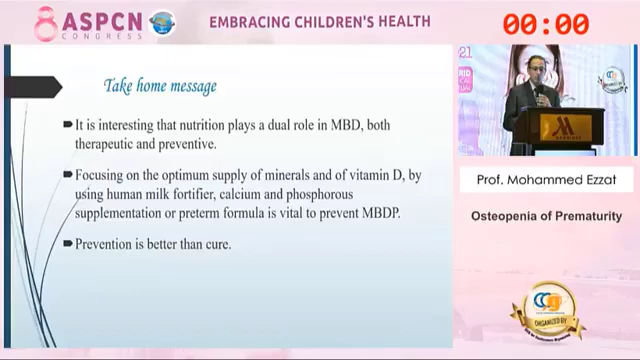 8 ASPCN
CONGRESS
EMBRACING CHILDREN'S HEALTH
00:00
Take home message
It is interesting that nutrition plays a dual role in MBD, both
therapeutic and preventive.
Focusing on the optimum supply of minerals and of vitamin D, by
using human milk fortifier, calcium and phosphorous
supplementation or preterm formula is vital to prevent MBDP.
Prevention is better than cure.
21
Prof. Mohammed Ezzat
Osteopenia of Prematurity
ORGANIZED BY